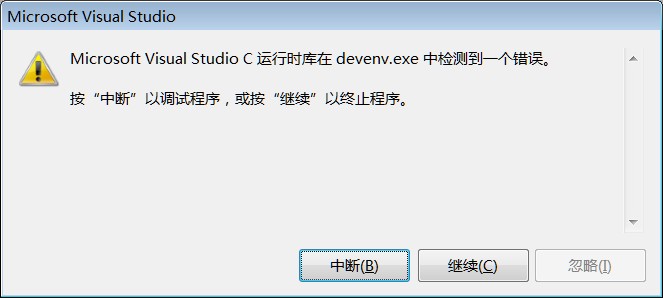 Microsoft Visual Studio
Microsoft Visual Studio C 运行时库在 devenv.exe 中检测到一个错误。
按“中断”以调试程序，或按“继续”以终止程序。
中断(B) 继续(C) 忽略(I)